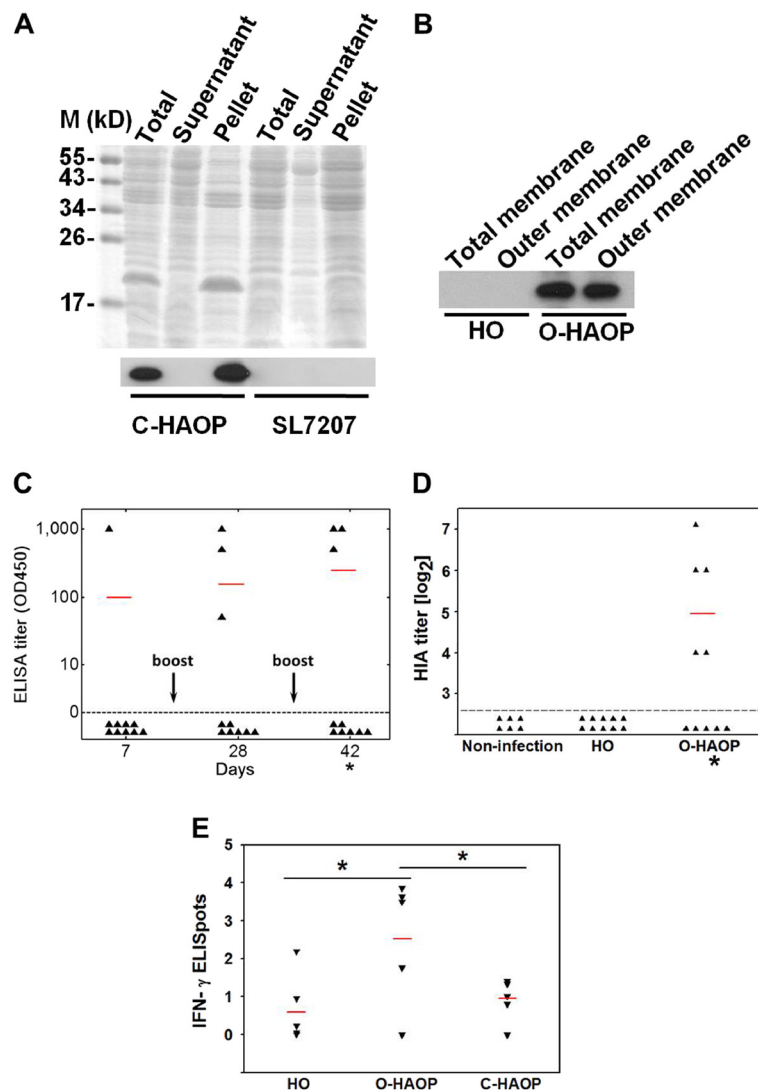 A
M (kD)
Total
Supernatant
Pellet
Total
Supernatant
Pellet
55-
43-
34-
26-
17-
C-HAOP
SL7207
B
Total membrane
Outer membrane
Total membrane
Outer membrane
HO
O-HAOP
C
ELISA titer (OD450)
1,000
100
10
0
boost
boost
7
28
42
Days
*
D
HIA titer [log2]
7
6
5
4
3
Non-infection
HO
O-HAOP
*
E
IFN- γ ELISpots
5
4
3
2
1
0
*
*
HO
O-HAOP
C-HAOP